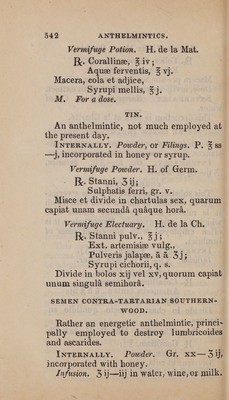 542 ANTHELMINTICS.
Vermifuge Potion. H. de la Mat.
℞. Corallinæ, ℥ iv;
Aquæ ferventis, ℥ vj.
Macera, cola et adjice,
Syrupi mellis, ℥ j.
M. For a dose.
TIN.
An anthelmintic, not much employed at
the present day.
INTERNALLY. Powder, or Filings. P. ℥ ss
—j, incorporated in honey or syrup.
Vermifuge Powder. H. of Germ.
℞. Stanni, ʒ ij;
Sulphatis ferri, gr. v.
Misce et divide in chartulas sex, quarum
capiat unam secundâ quâque horâ.
Vermifuge Electuary. H. de la Ch.
℞. Stanni pulv., ℥ j;
Ext. artemisiæ vulg.,
Pulveris jalapæ, ā ā ʒ j;
Syrupi cichorii, q. s.
Divide in bolos xij vel xv, quorum capiat
unum singulâ semihorâ.
SEMEN CONTRA-TARTARIAN SOUTHERN-
WOOD.
Rather an energetic anthelmintic, princi-
pally employed to destroy lumbricoides
and ascarides.
INTERNALLY. Powder. Gr. xx—ʒ ij,
incorporated with honey.
Infusion. ʒ ij—iij in water, wine, or milk.